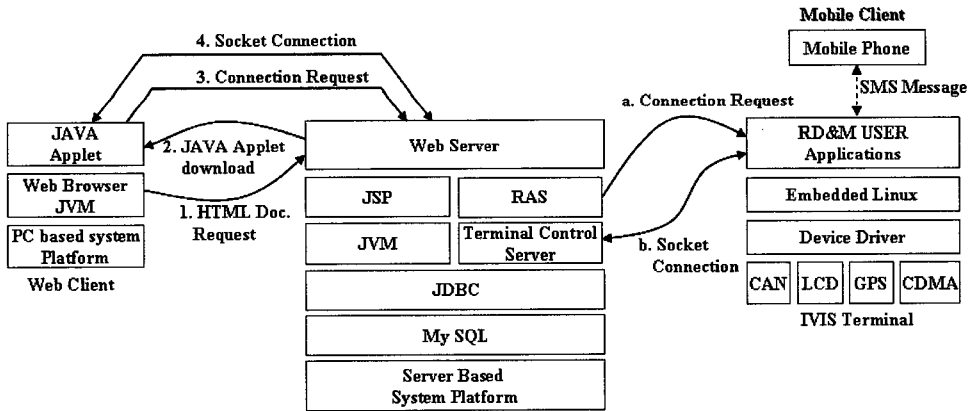 4. Socket Connection
3. Connection Request
JAVA
Applet
2. JAVA Applet
download
Web Browser
JVM
1. HTML Doc.
Request
PC based system
Platform
Web Client
Web Server
JSP
RAS
JVM
Terminal Control
Server
JDBC
My SQL
Server Based
System Platform
a. Connection Request
b. Socket
Connection
Mobile Client
Mobile Phone
SMS Message
RD&M USER
Applications
Embedded Linux
Device Driver
CAN
LCD
GPS
CDMA
IVIS Terminal